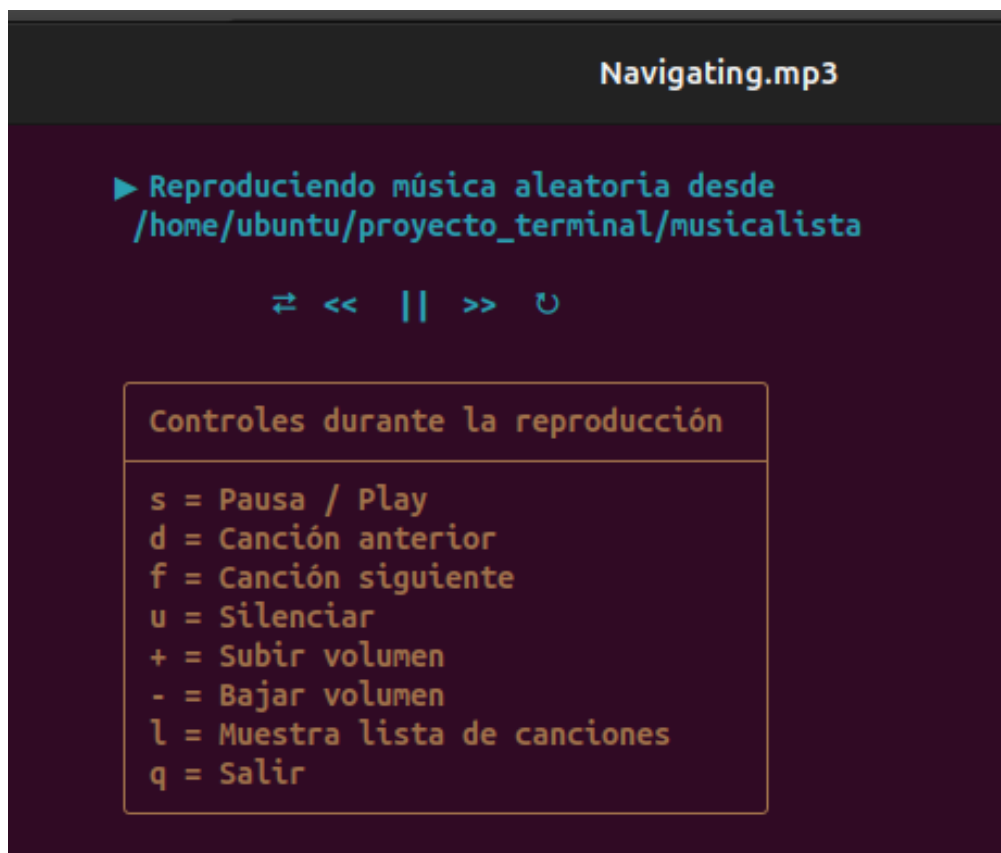 Navigating.mp3
▶ Reproduciendo música aleatoria desde
/home/ubuntu/proyecto_terminal/musicalista
⇄ << || >> ↻
Controles durante la reproducción
s = Pausa / Play
d = Canción anterior
f = Canción siguiente
u = Silenciar
+ = Subir volumen
- = Bajar volumen
l = Muestra lista de canciones
q = Salir